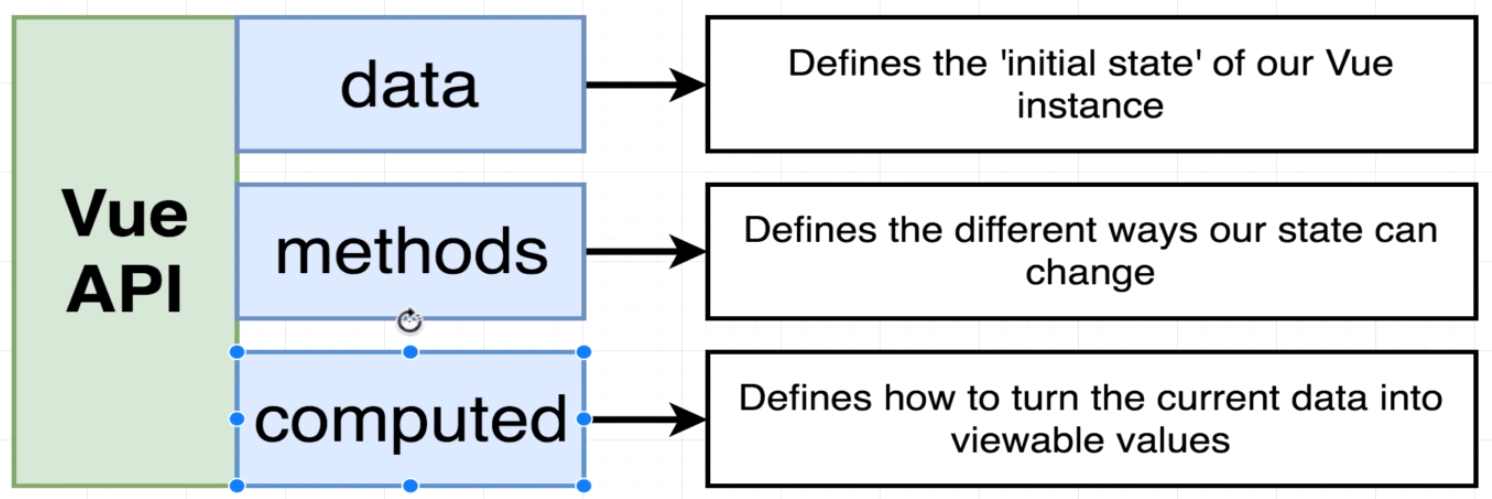 Vue
API
data
Defines the 'initial state' of our Vue
instance
methods
Defines the different ways our state can
change
computed
Defines how to turn the current data into
viewable values